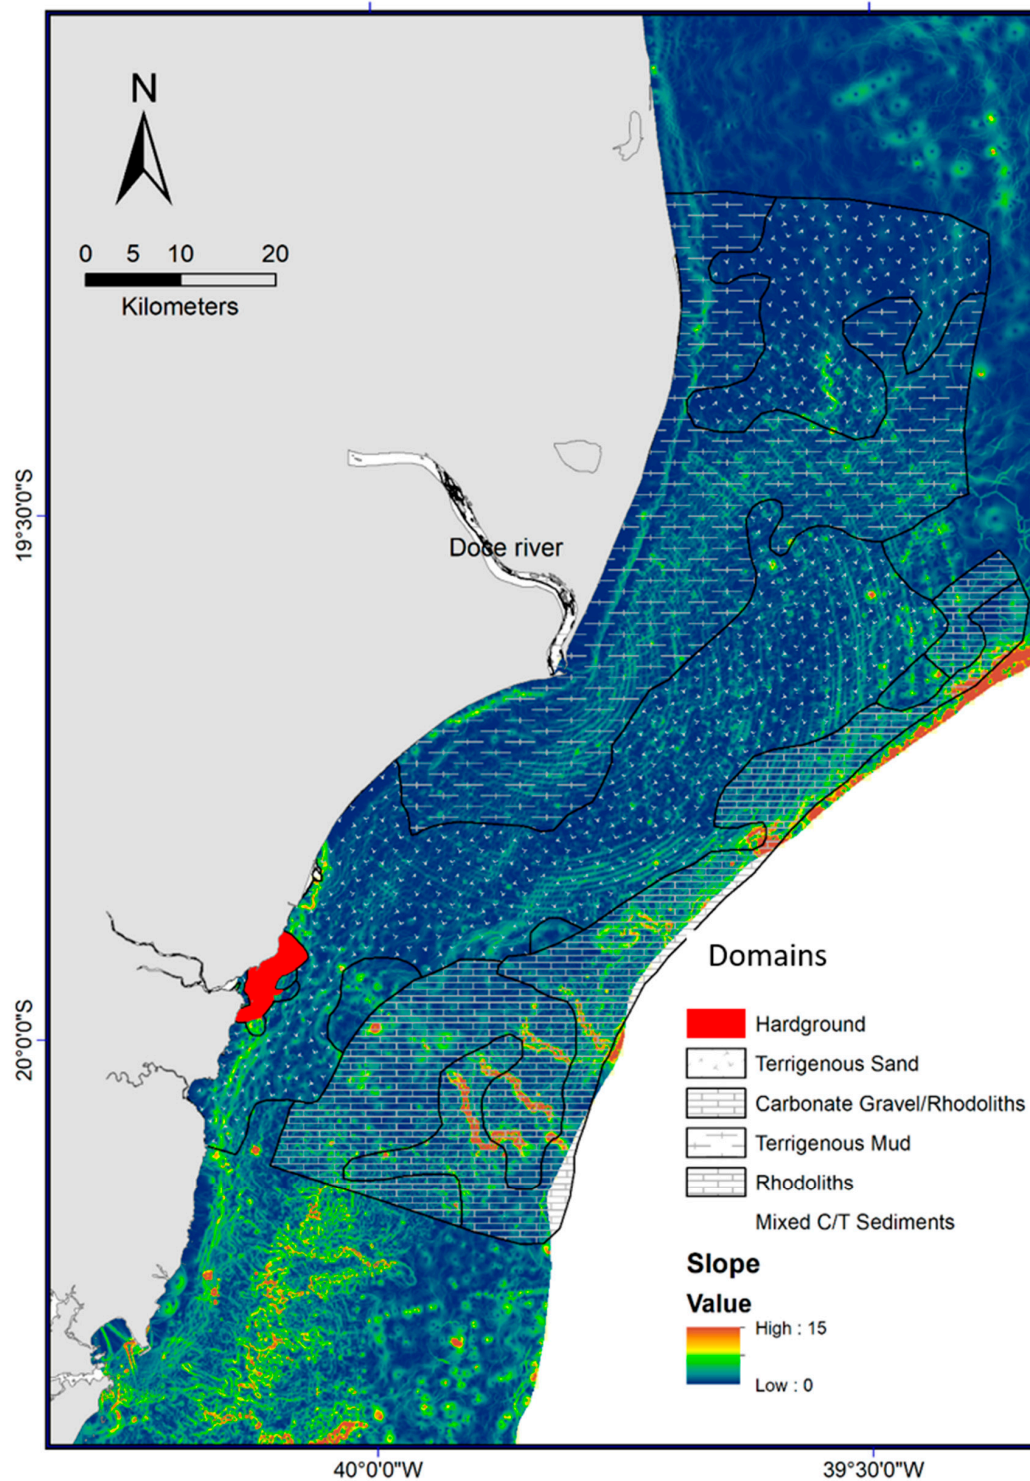 N
0 5 10 20
Kilometers
19°30'0"S
Doce river
20°0'0"S
Domains
Hardground
Terrigenous Sand
Carbonate Gravel/Rhodoliths
Terrigenous Mud
Rhodoliths
Mixed C/T Sediments
Slope
Value
High : 15
Low : 0
40°0'0"W
39°30'0"W